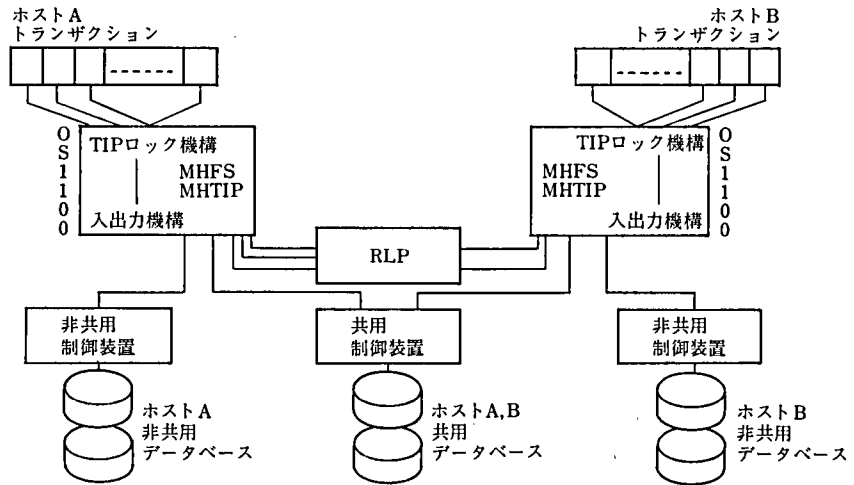 ホストA
トランザクション
ホストB
トランザクション
OS1100
TIPロック機構
MHFS
MHTIP
入出力機構
TIPロック機構
MHFS
MHTIP
入出力機構
OS1100
RLP
非共用
制御装置
共用
制御装置
非共用
制御装置
ホストA
非共用
データベース
ホストA,B
共用
データベース
ホストB
非共用
データベース